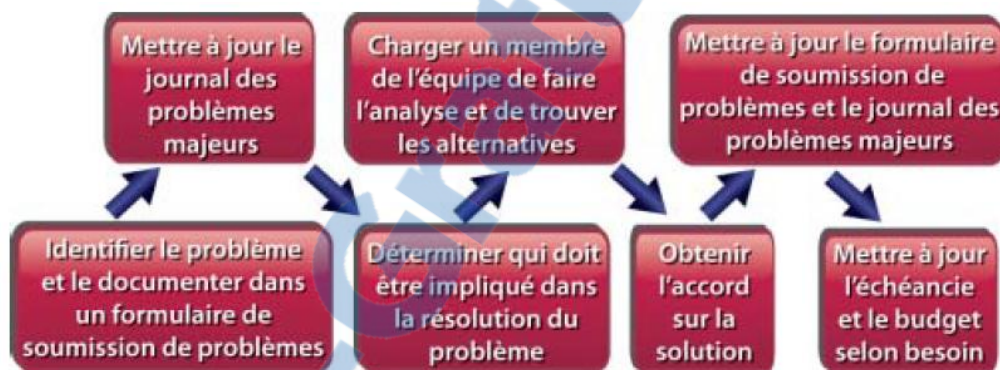 Mettre à jour le
journal des
problèmes
majeurs
Charger un membre
de l'équipe de faire
l'analyse et de trouver
les alternatives
Mettre à jour le formulaire
de soumission de
problèmes et le journal des
problèmes majeurs
Identifier le problème
et le documenter dans
un formulaire de
soumission de problèmes
Déterminer qui doit
être impliqué dans
la résolution du
problème
Obtenir
l'accord
sur la
solution
Mettre à jour
l'échéancie
et le budget
selon besoin